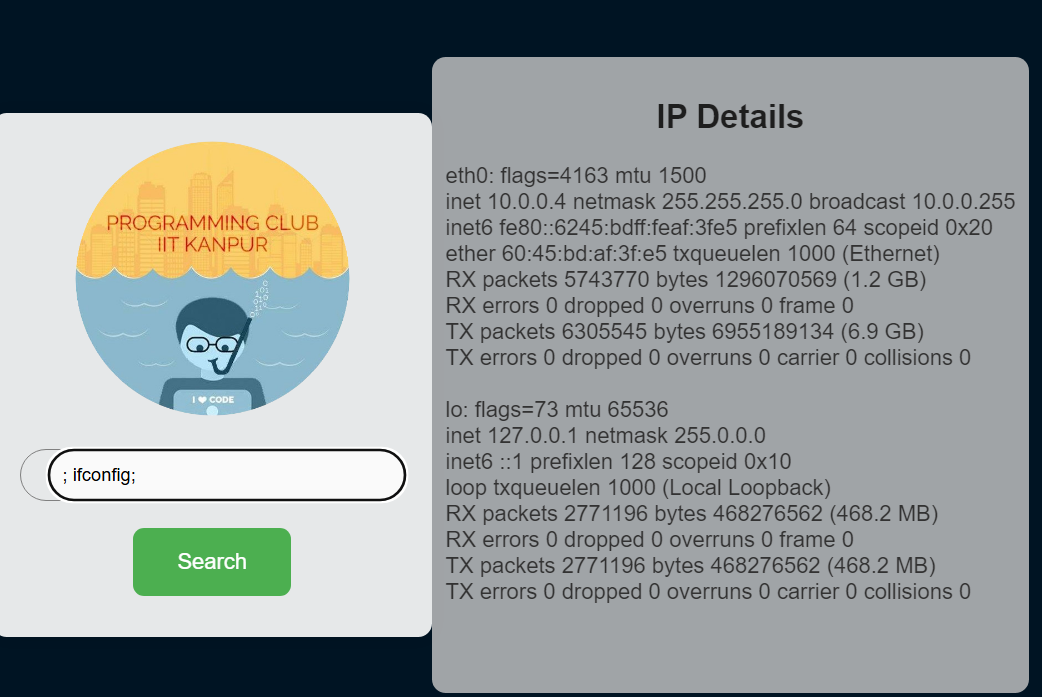 PROGRAMMING CLUB
IIT KANPUR
I ❤ CODE
; ifconfig;
Search
IP Details
eth0: flags=4163 mtu 1500
inet 10.0.0.4 netmask 255.255.255.0 broadcast 10.0.0.255
inet6 fe80::6245:bdff:feaf:3fe5 prefixlen 64 scopeid 0x20
ether 60:45:bd:af:3f:e5 txqueuelen 1000 (Ethernet)
RX packets 5743770 bytes 1296070569 (1.2 GB)
RX errors 0 dropped 0 overruns 0 frame 0
TX packets 6305545 bytes 6955189134 (6.9 GB)
TX errors 0 dropped 0 overruns 0 carrier 0 collisions 0
lo: flags=73 mtu 65536
inet 127.0.0.1 netmask 255.0.0.0
inet6 ::1 prefixlen 128 scopeid 0x10
loop txqueuelen 1000 (Local Loopback)
RX packets 2771196 bytes 468276562 (468.2 MB)
RX errors 0 dropped 0 overruns 0 frame 0
TX packets 2771196 bytes 468276562 (468.2 MB)
TX errors 0 dropped 0 overruns 0 carrier 0 collisions 0